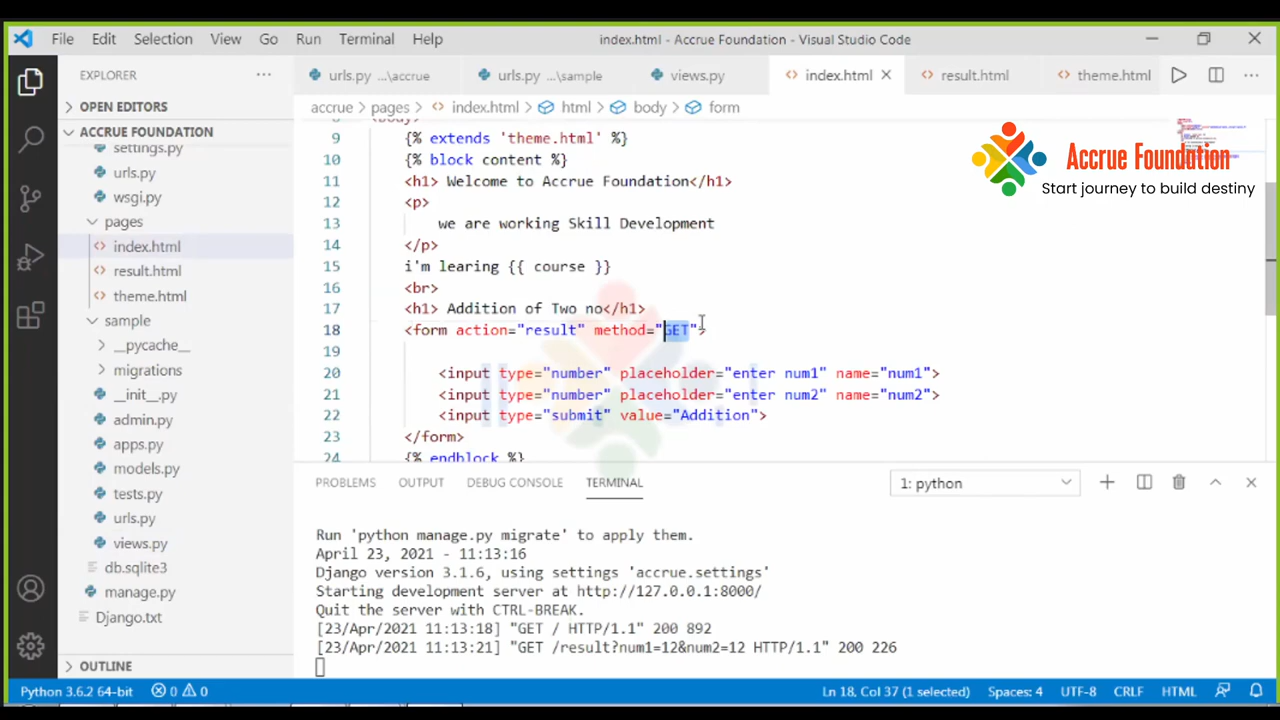 File Edit Selection View Go Run Terminal Help index.html - Accrue Foundation - Visual Studio Code
EXPLORER
OPEN EDITORS
ACCRUE FOUNDATION
settings.py
urls.py
wsgi.py
pages
index.html
result.html
theme.html
sample
__pycache__
migrations
__init__.py
admin.py
apps.py
models.py
tests.py
urls.py
views.py
db.sqlite3
manage.py
Django.txt
OUTLINE
urls.py ...\accrue urls.py ...\sample views.py index.html result.html theme.html
accrue > pages > index.html > html > body > form
Accrue Foundation
Start journey to build destiny
<body>
9 {% extends 'theme.html' %}
10 {% block content %}
11 <h1> Welcome to Accrue Foundation</h1>
12 <p>
13 we are working Skill Development
14 </p>
15 i'm learing {{ course }}
16 <br>
17 <h1> Addition of Two no</h1>
18 <form action="result" method="GET">
19
20 <input type="number" placeholder="enter num1" name="num1">
21 <input type="number" placeholder="enter num2" name="num2">
22 <input type="submit" value="Addition">
23 </form>
24 {% endblock %}
PROBLEMS OUTPUT DEBUG CONSOLE TERMINAL 1: python
Run 'python manage.py migrate' to apply them.
April 23, 2021 - 11:13:16
Django version 3.1.6, using settings 'accrue.settings'
Starting development server at http://127.0.0.1:8000/
Quit the server with CTRL-BREAK.
[23/Apr/2021 11:13:18] "GET / HTTP/1.1" 200 892
[23/Apr/2021 11:13:21] "GET /result?num1=12&num2=12 HTTP/1.1" 200 226
Python 3.6.2 64-bit 0 0 Ln 18, Col 37 (1 selected) Spaces: 4 UTF-8 CRLF HTML